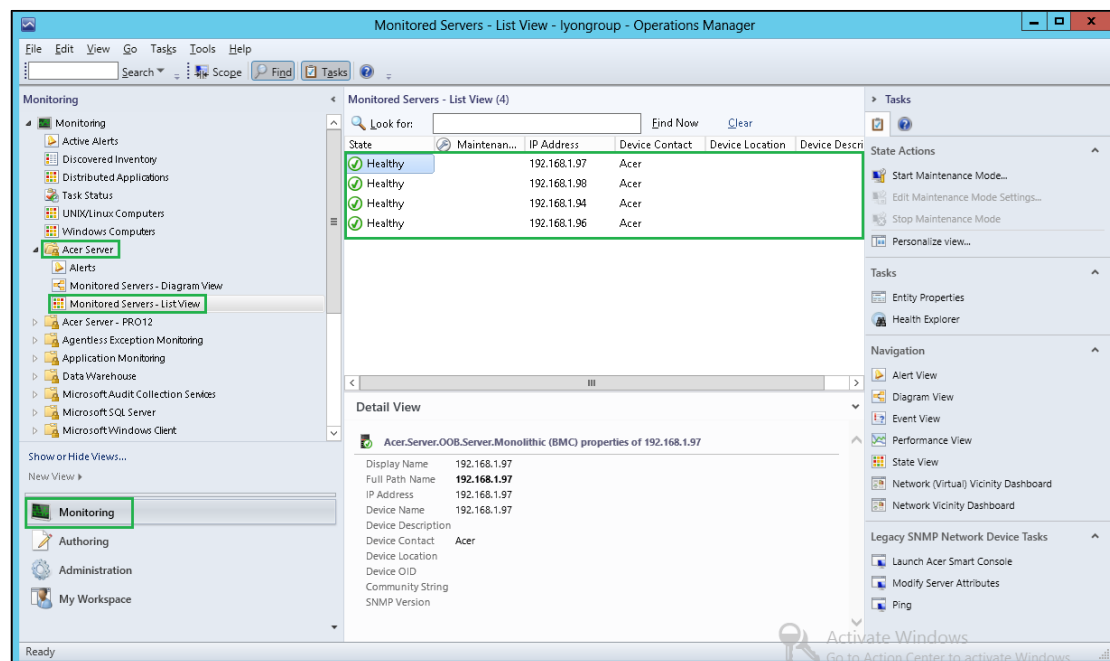 Monitored Servers - List View - lyongroup - Operations Manager
File Edit View Go Tasks Tools Help
Search Scope Find Tasks
Monitoring
Monitoring
Active Alerts
Discovered Inventory
Distributed Applications
Task Status
UNIX/Linux Computers
Windows Computers
Acer Server
Alerts
Monitored Servers - Diagram View
Monitored Servers - List View
Acer Server - PRO12
Agentless Exception Monitoring
Application Monitoring
Data Warehouse
Microsoft Audit Collection Services
Microsoft SQL Server
Microsoft Windows Client
Show or Hide Views...
New View
Monitoring
Authoring
Administration
My Workspace
Monitored Servers - List View (4)
Look for: Find Now Clear
State Maintenan... IP Address Device Contact Device Location Device Descri
Healthy 192.168.1.97 Acer
Healthy 192.168.1.98 Acer
Healthy 192.168.1.94 Acer
Healthy 192.168.1.96 Acer
Detail View
Acer.Server.OOB.Server.Monolithic (BMC) properties of 192.168.1.97
Display Name 192.168.1.97
Full Path Name 192.168.1.97
IP Address 192.168.1.97
Device Name 192.168.1.97
Device Description
Device Contact Acer
Device Location
Device OID
Community String
SNMP Version
Tasks
State Actions
Start Maintenance Mode...
Edit Maintenance Mode Settings...
Stop Maintenance Mode
Personalize view...
Tasks
Entity Properties
Health Explorer
Navigation
Alert View
Diagram View
Event View
Performance View
State View
Network (Virtual) Vicinity Dashboard
Network Vicinity Dashboard
Legacy SNMP Network Device Tasks
Launch Acer Smart Console
Modify Server Attributes
Ping
Activate Windows
Go to Action Center to activate Windows.
Ready